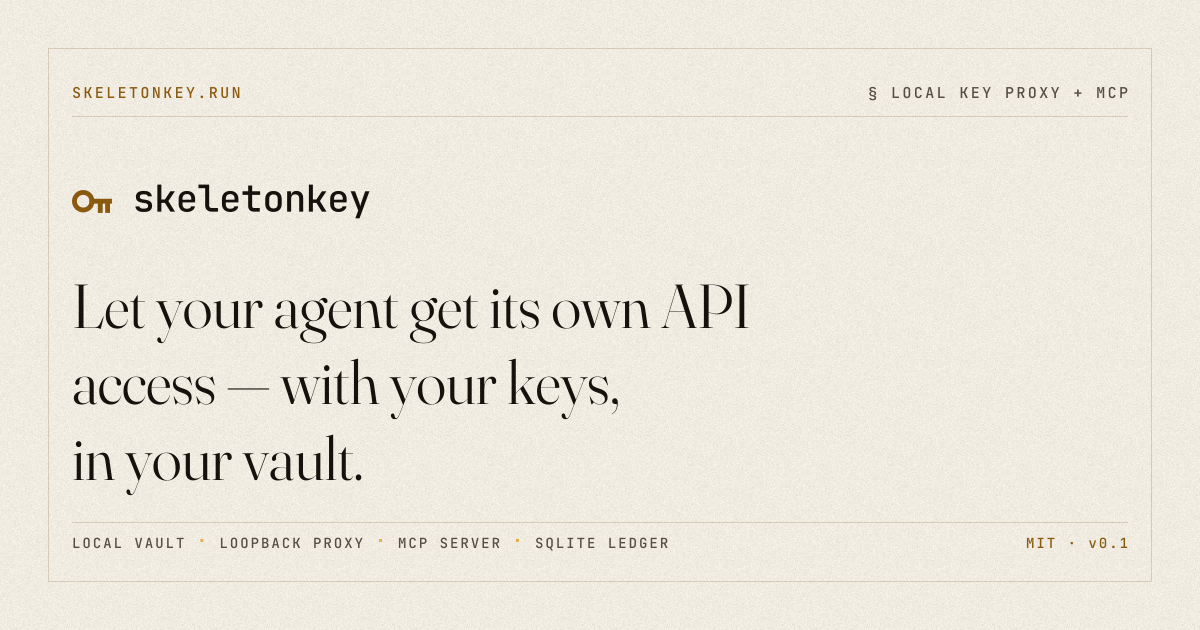 SKELETONKEY.RUN
§ LOCAL KEY PROXY + MCP
skeletonkey
Let your agent get its own API
access — with your keys,
in your vault.
LOCAL VAULT · LOOPBACK PROXY · MCP SERVER · SQLITE LEDGER
MIT · v0.1